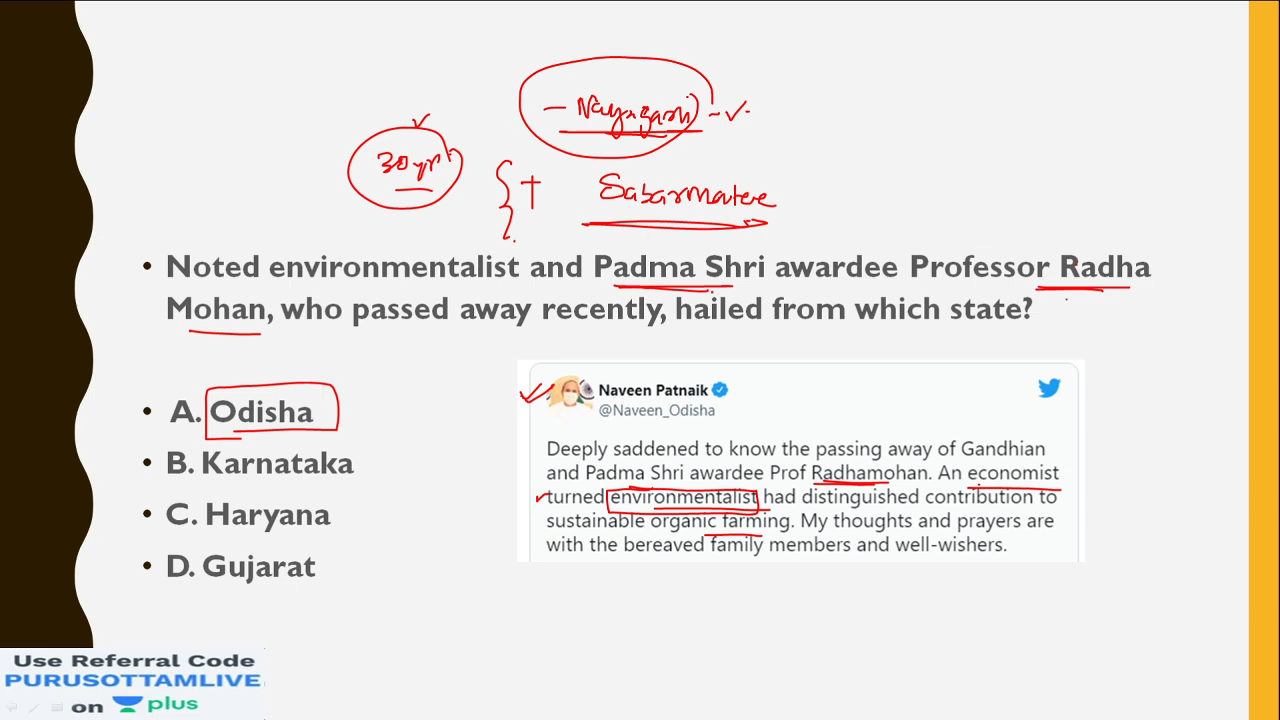 - Nayagarh - ✓
30 yrs
+ Sabarmatee
• Noted environmentalist and Padma Shri awardee Professor Radha
Mohan, who passed away recently, hailed from which state?
• A. Odisha
• B. Karnataka
• C. Haryana
• D. Gujarat
Naveen Patnaik
@Naveen_Odisha
Deeply saddened to know the passing away of Gandhian
and Padma Shri awardee Prof Radhamohan. An economist
turned environmentalist had distinguished contribution to
sustainable organic farming. My thoughts and prayers are
with the bereaved family members and well-wishers.
Use Referral Code
PURUSOTTAMLIVE
on plus